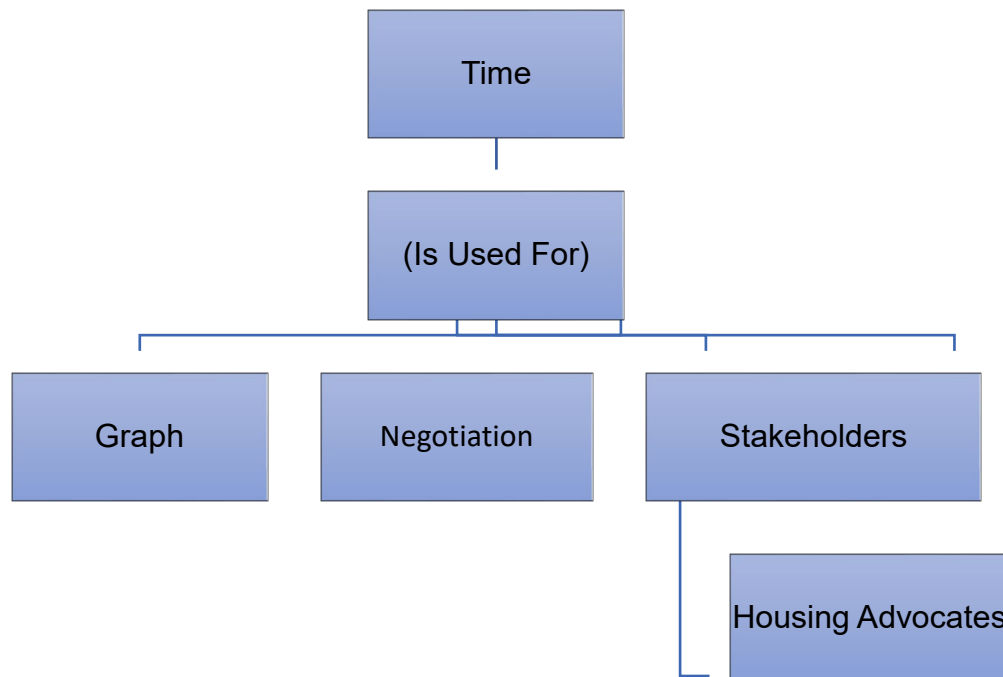 Time
(Is Used For)
Graph
Negotiation
Stakeholders
Housing Advocates